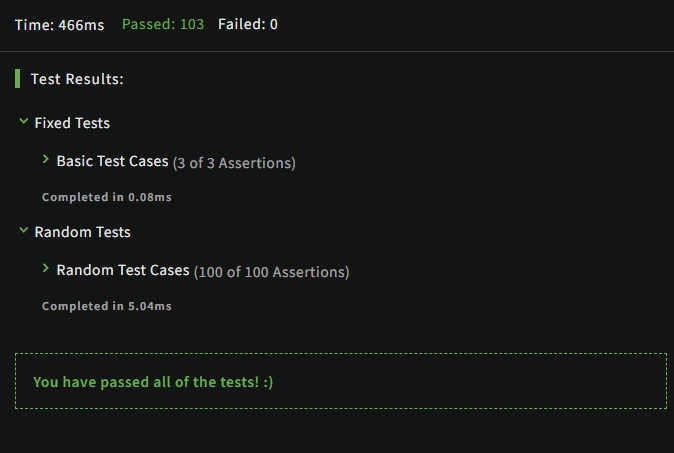 Time: 466ms Passed: 103 Failed: 0
Test Results:
Fixed Tests
Basic Test Cases (3 of 3 Assertions)
Completed in 0.08ms
Random Tests
Random Test Cases (100 of 100 Assertions)
Completed in 5.04ms
You have passed all of the tests! :)